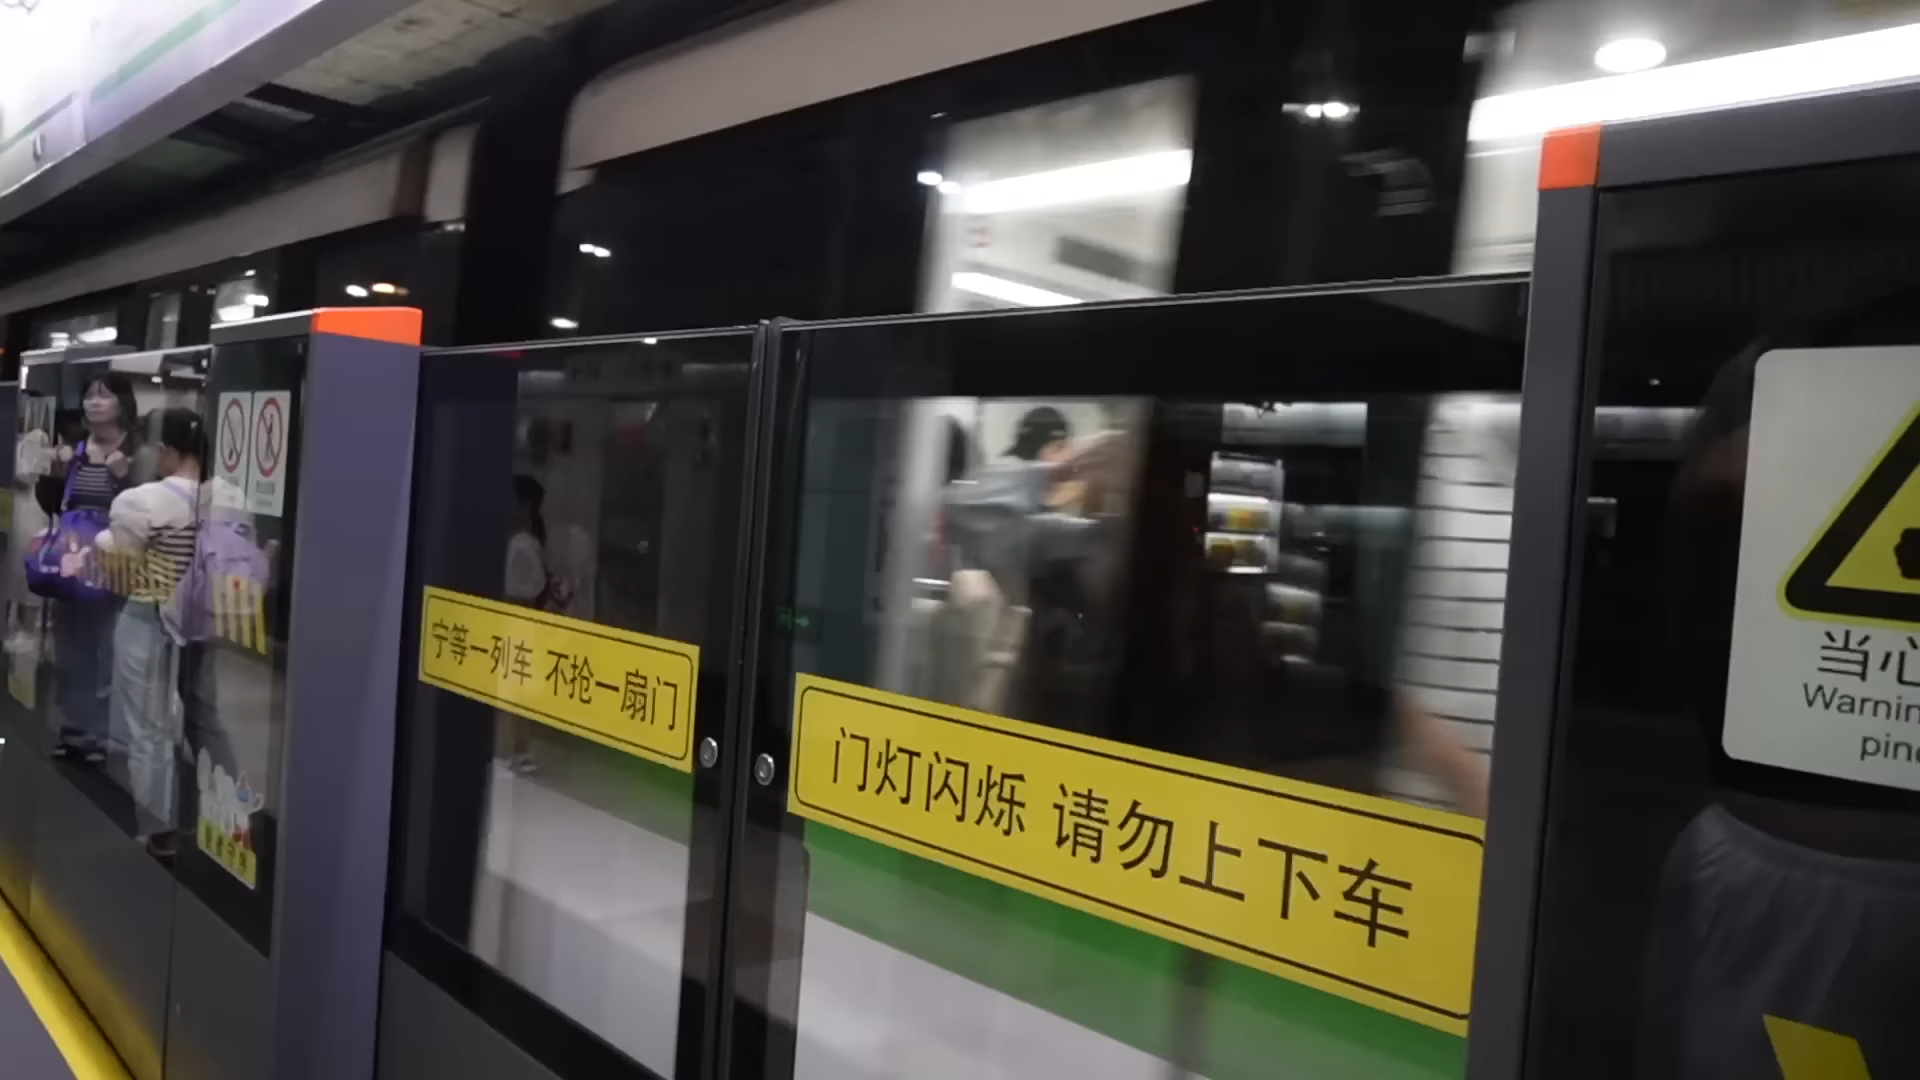 宁等一列车 不抢一扇门
门灯闪烁 请勿上下车
当心
Warnin
pinc